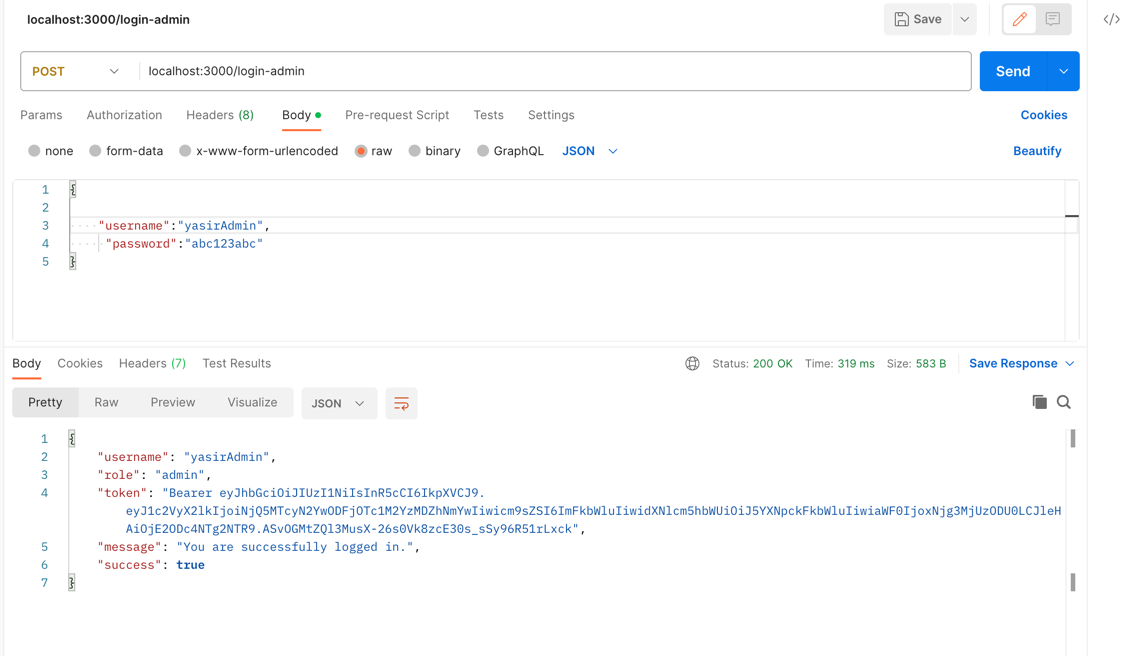 localhost:3000/login-admin
Save
</>
POST localhost:3000/login-admin
Send
Params Authorization Headers (8) Body Pre-request Script Tests Settings Cookies
none form-data x-www-form-urlencoded raw binary GraphQL JSON Beautify
1 {
2
3 "username":"yasirAdmin",
4 "password":"abc123abc"
5 }
Body Cookies Headers (7) Test Results Status: 200 OK Time: 319 ms Size: 583 B Save Response
Pretty Raw Preview Visualize JSON
1 {
2 "username": "yasirAdmin",
3 "role": "admin",
4 "token": "Bearer eyJhbGciOiJIUzI1NiIsInR5cCI6IkpXVCJ9.
eyJ1c2VyX2lkIjoiNjQ5MTcyN2YwODFjOTc1M2YzMDZhNmYwIiwicm9sZSI6ImFkbWluIiwidXNlcm5hbWUiOiJ5YXNpckFkbWluIiwiaWF0IjoxNjg3MjUzODU0LCJleH
AiOjE2ODc4NTg2NTR9.ASvOGMtZQl3MusX-26s0Vk8zcE30s_sSy96R51rLxck",
5 "message": "You are successfully logged in.",
6 "success": true
7 }